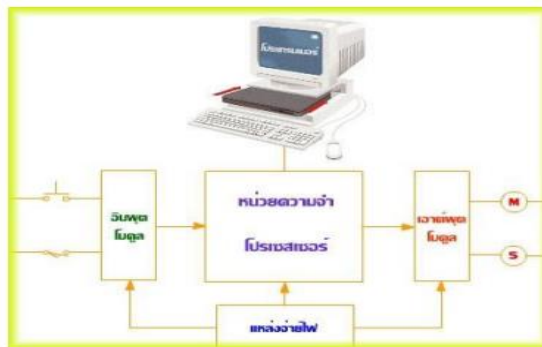 โปรแกรมเมอร์
อินพุต
โมดูล
หน่วยความจำ
โปรเซสเซอร์
เอาต์พุต
โมดูล
M
S
แหล่งจ่ายไฟ